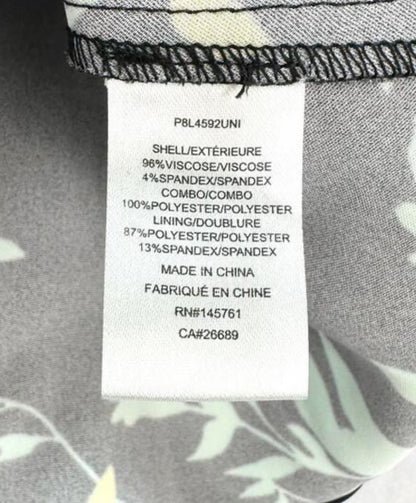 P8L4592UNI
SHELL/EXTÉRIEURE
96%VISCOSE/VISCOSE
4%SPANDEX/SPANDEX
COMBO/COMBO
100%POLYESTER/POLYESTER
LINING/DOUBLURE
87%POLYESTER/POLYESTER
13%SPANDEX/SPANDEX
MADE IN CHINA
FABRIQUÉ EN CHINE
RN#145761
CA#26689